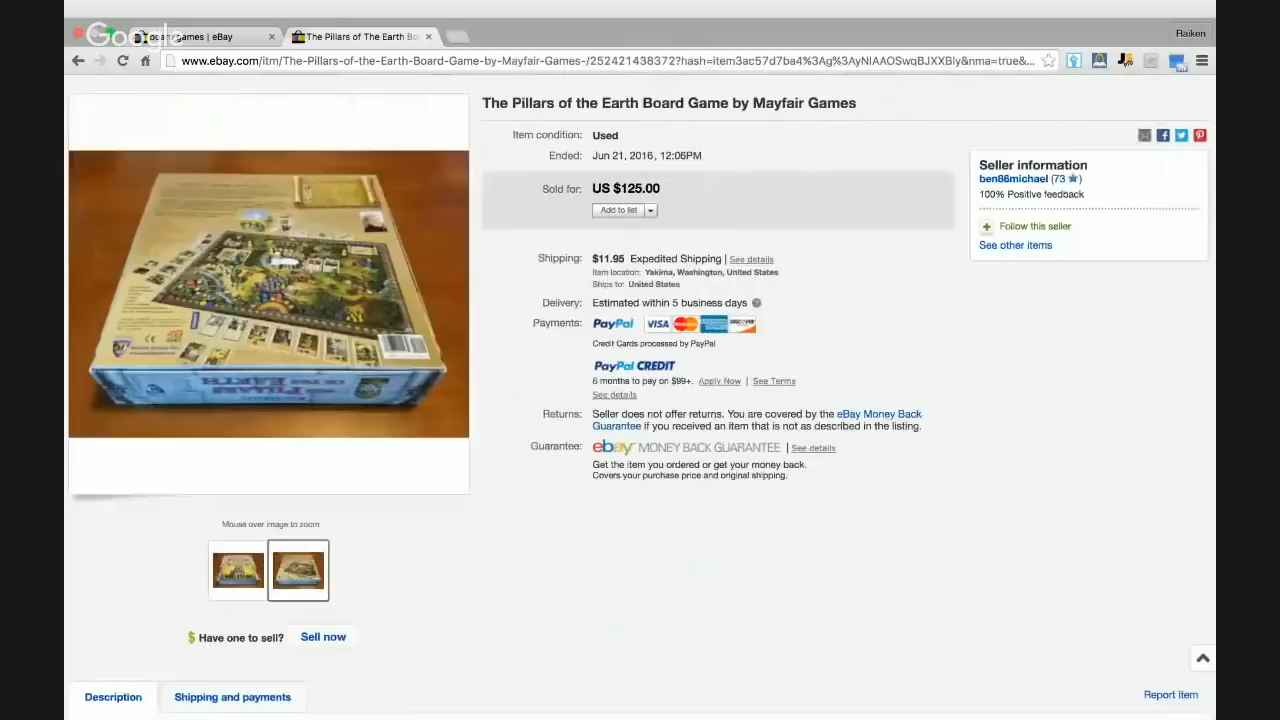 Google
games | eBay
The Pillars of The Earth Bo
Raiken
www.ebay.com/itm/The-Pillars-of-the-Earth-Board-Game-by-Mayfair-Games-/252421438372?hash=item3ac57d7ba4%3Ag%3AyNIAAOSwqBJXXBly&nma=true&...
The Pillars of the Earth Board Game by Mayfair Games
Item condition: Used
Ended: Jun 21, 2016, 12:06PM
Sold for: US $125.00
Add to list
Shipping: $11.95 Expedited Shipping | See details
Item location: Yakima, Washington, United States
Ships to: United States
Delivery: Estimated within 5 business days
Payments: PayPal VISA MasterCard DISCOVER
Credit Cards processed by PayPal
PayPal CREDIT
6 months to pay on $99+. Apply Now | See Terms
See details
Returns: Seller does not offer returns. You are covered by the eBay Money Back
Guarantee if you received an item that is not as described in the listing.
Guarantee: ebay MONEY BACK GUARANTEE | See details
Get the item you ordered or get your money back.
Covers your purchase price and original shipping.
Seller information
ben86michael (73 ★)
100% Positive feedback
Follow this seller
See other items
PILLARS
EARTH
Mouse over image to zoom
$ Have one to sell? Sell now
Description
Shipping and payments
Report item